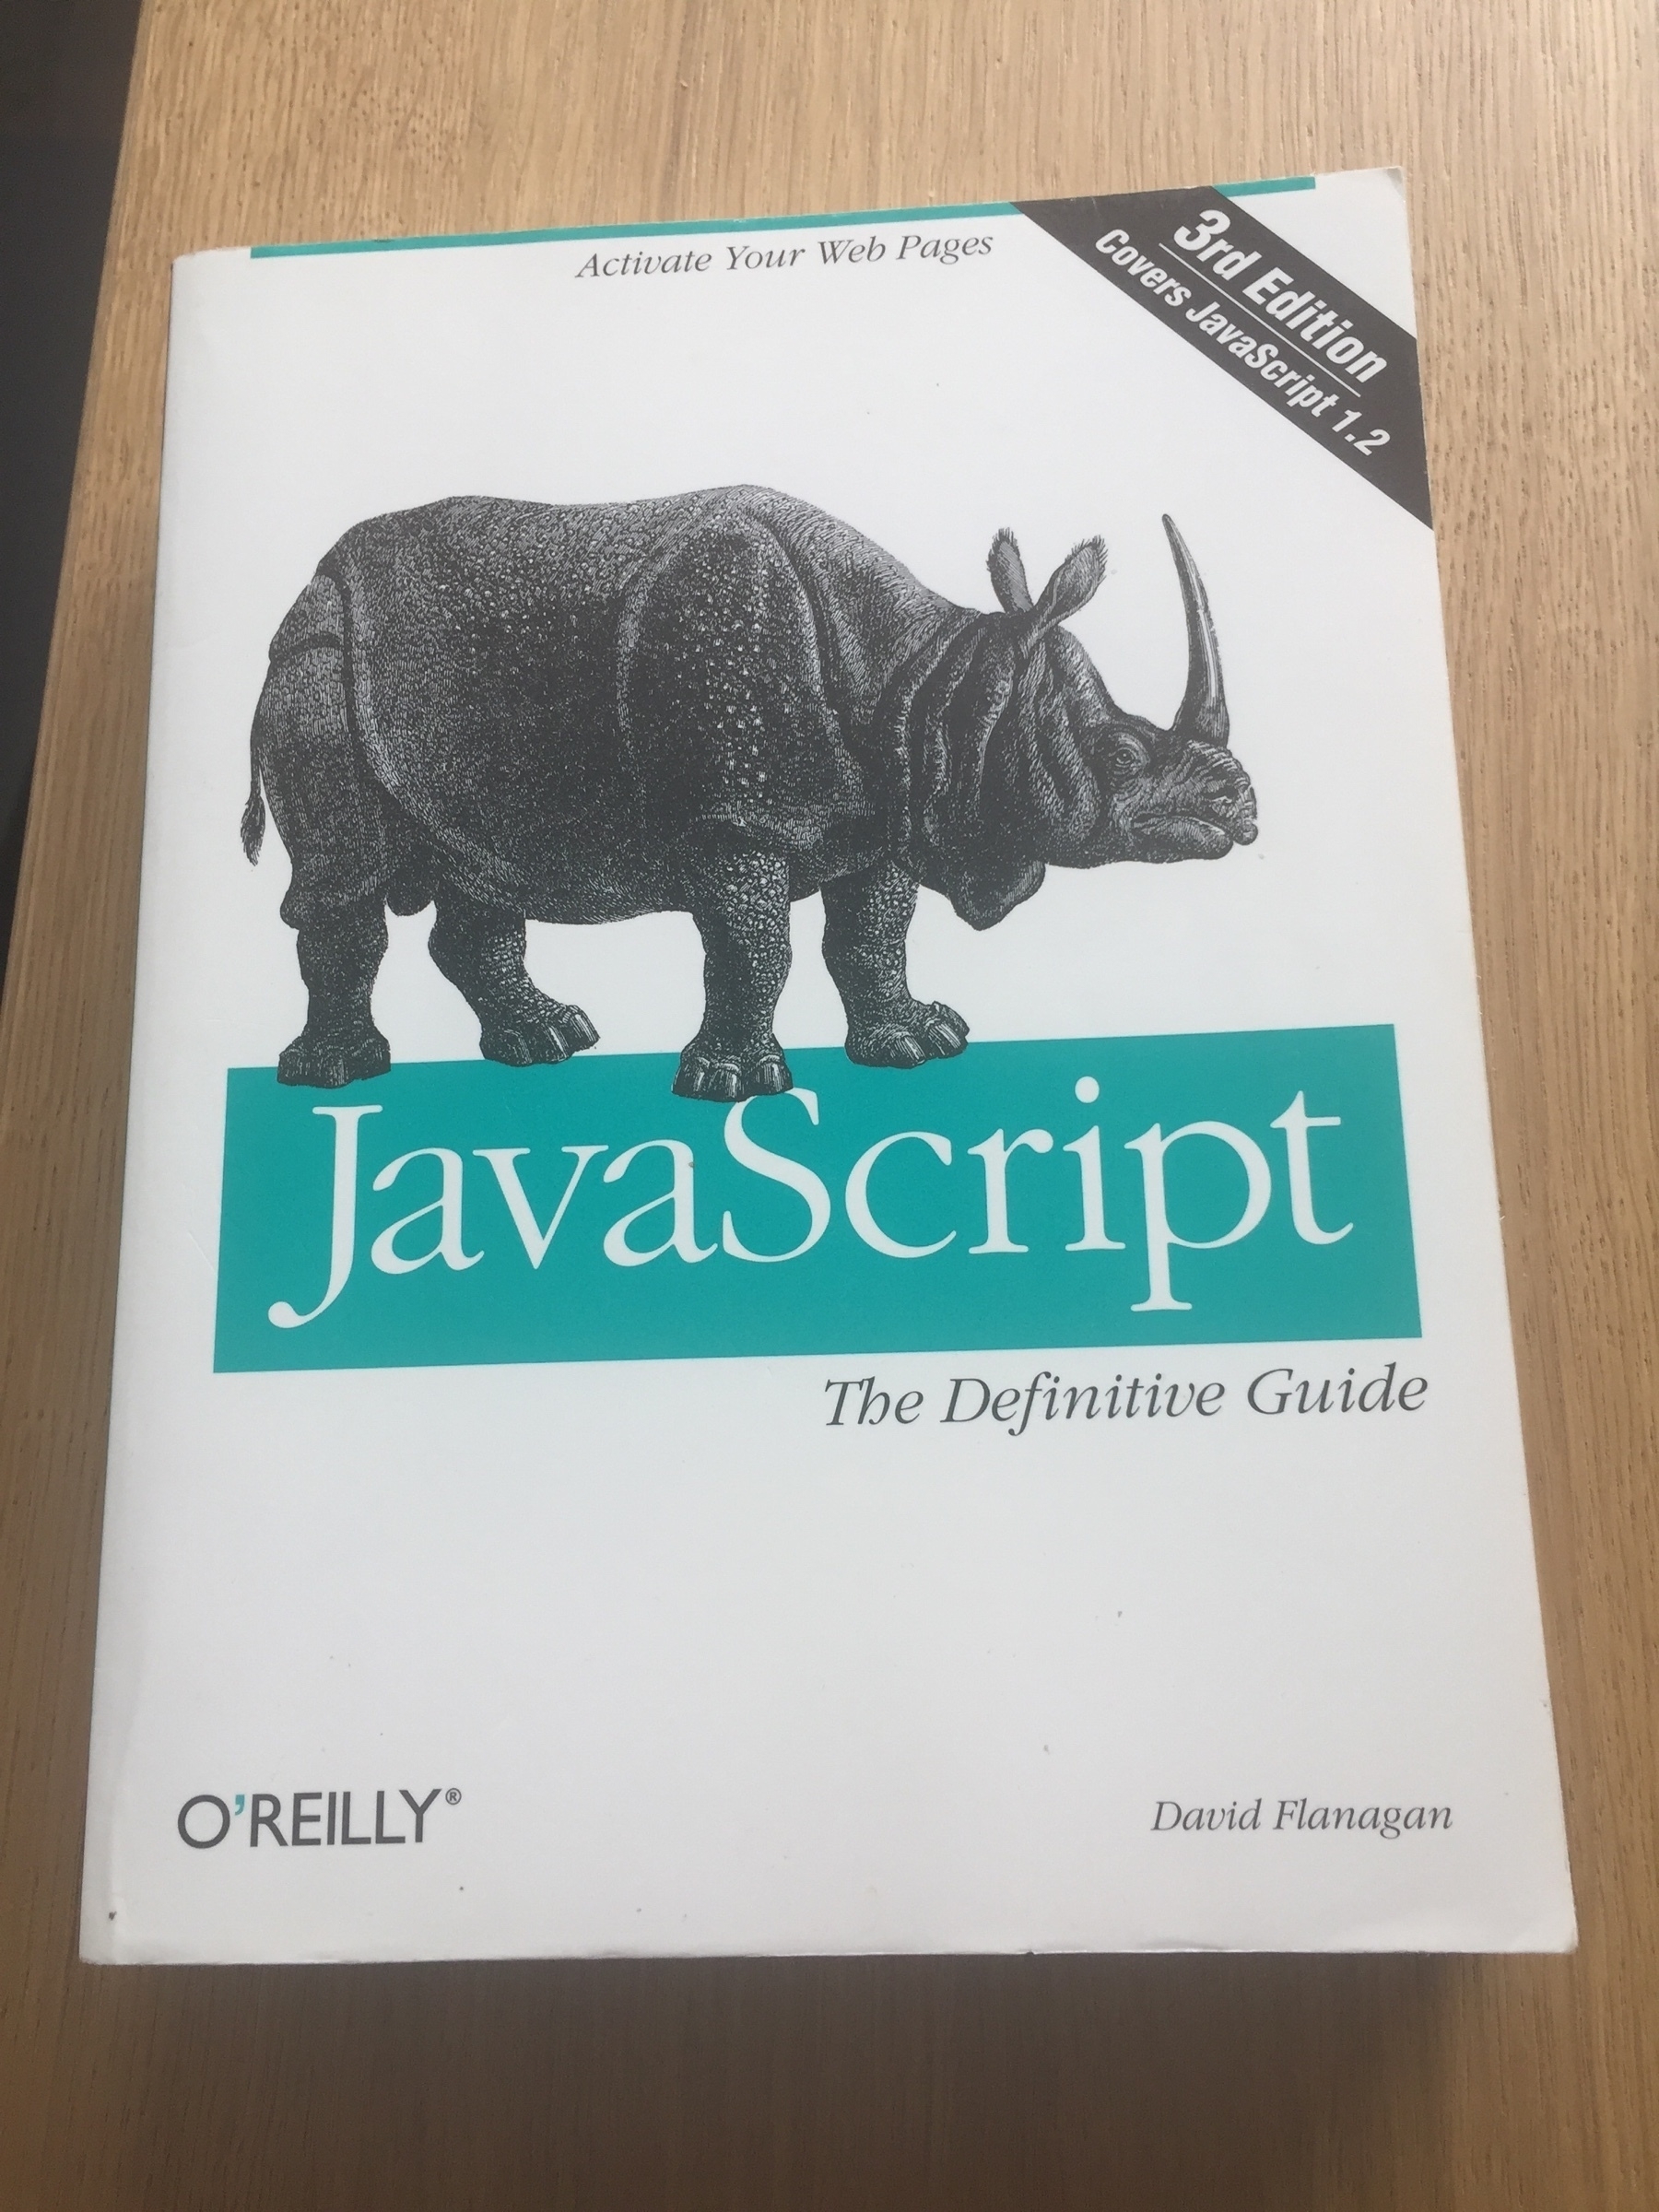 Activate Your Web Pages
3rd Edition
Covers JavaScript 1.2
JavaScript
The Definitive Guide
O'REILLY®
David Flanagan